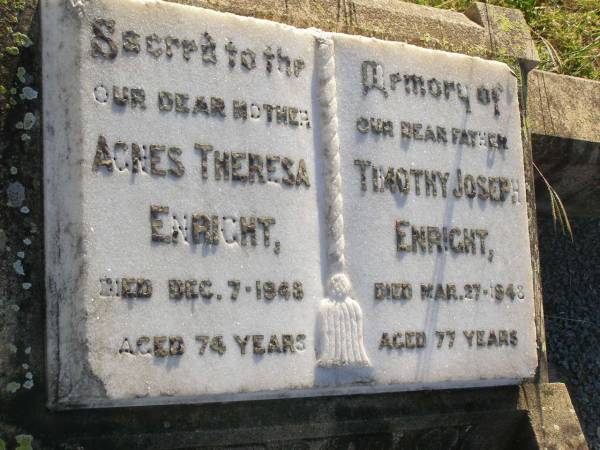 Sacred to the
OUR DEAR MOTHER
AGNES THERESA
ENRIGHT,
DIED DEC. 7 - 1946
AGED 74 YEARS
Memory of
OUR DEAR FATHER
TIMOTHY JOSEPH
ENRIGHT,
DIED MAR. 27 - 1943
AGED 77 YEARS